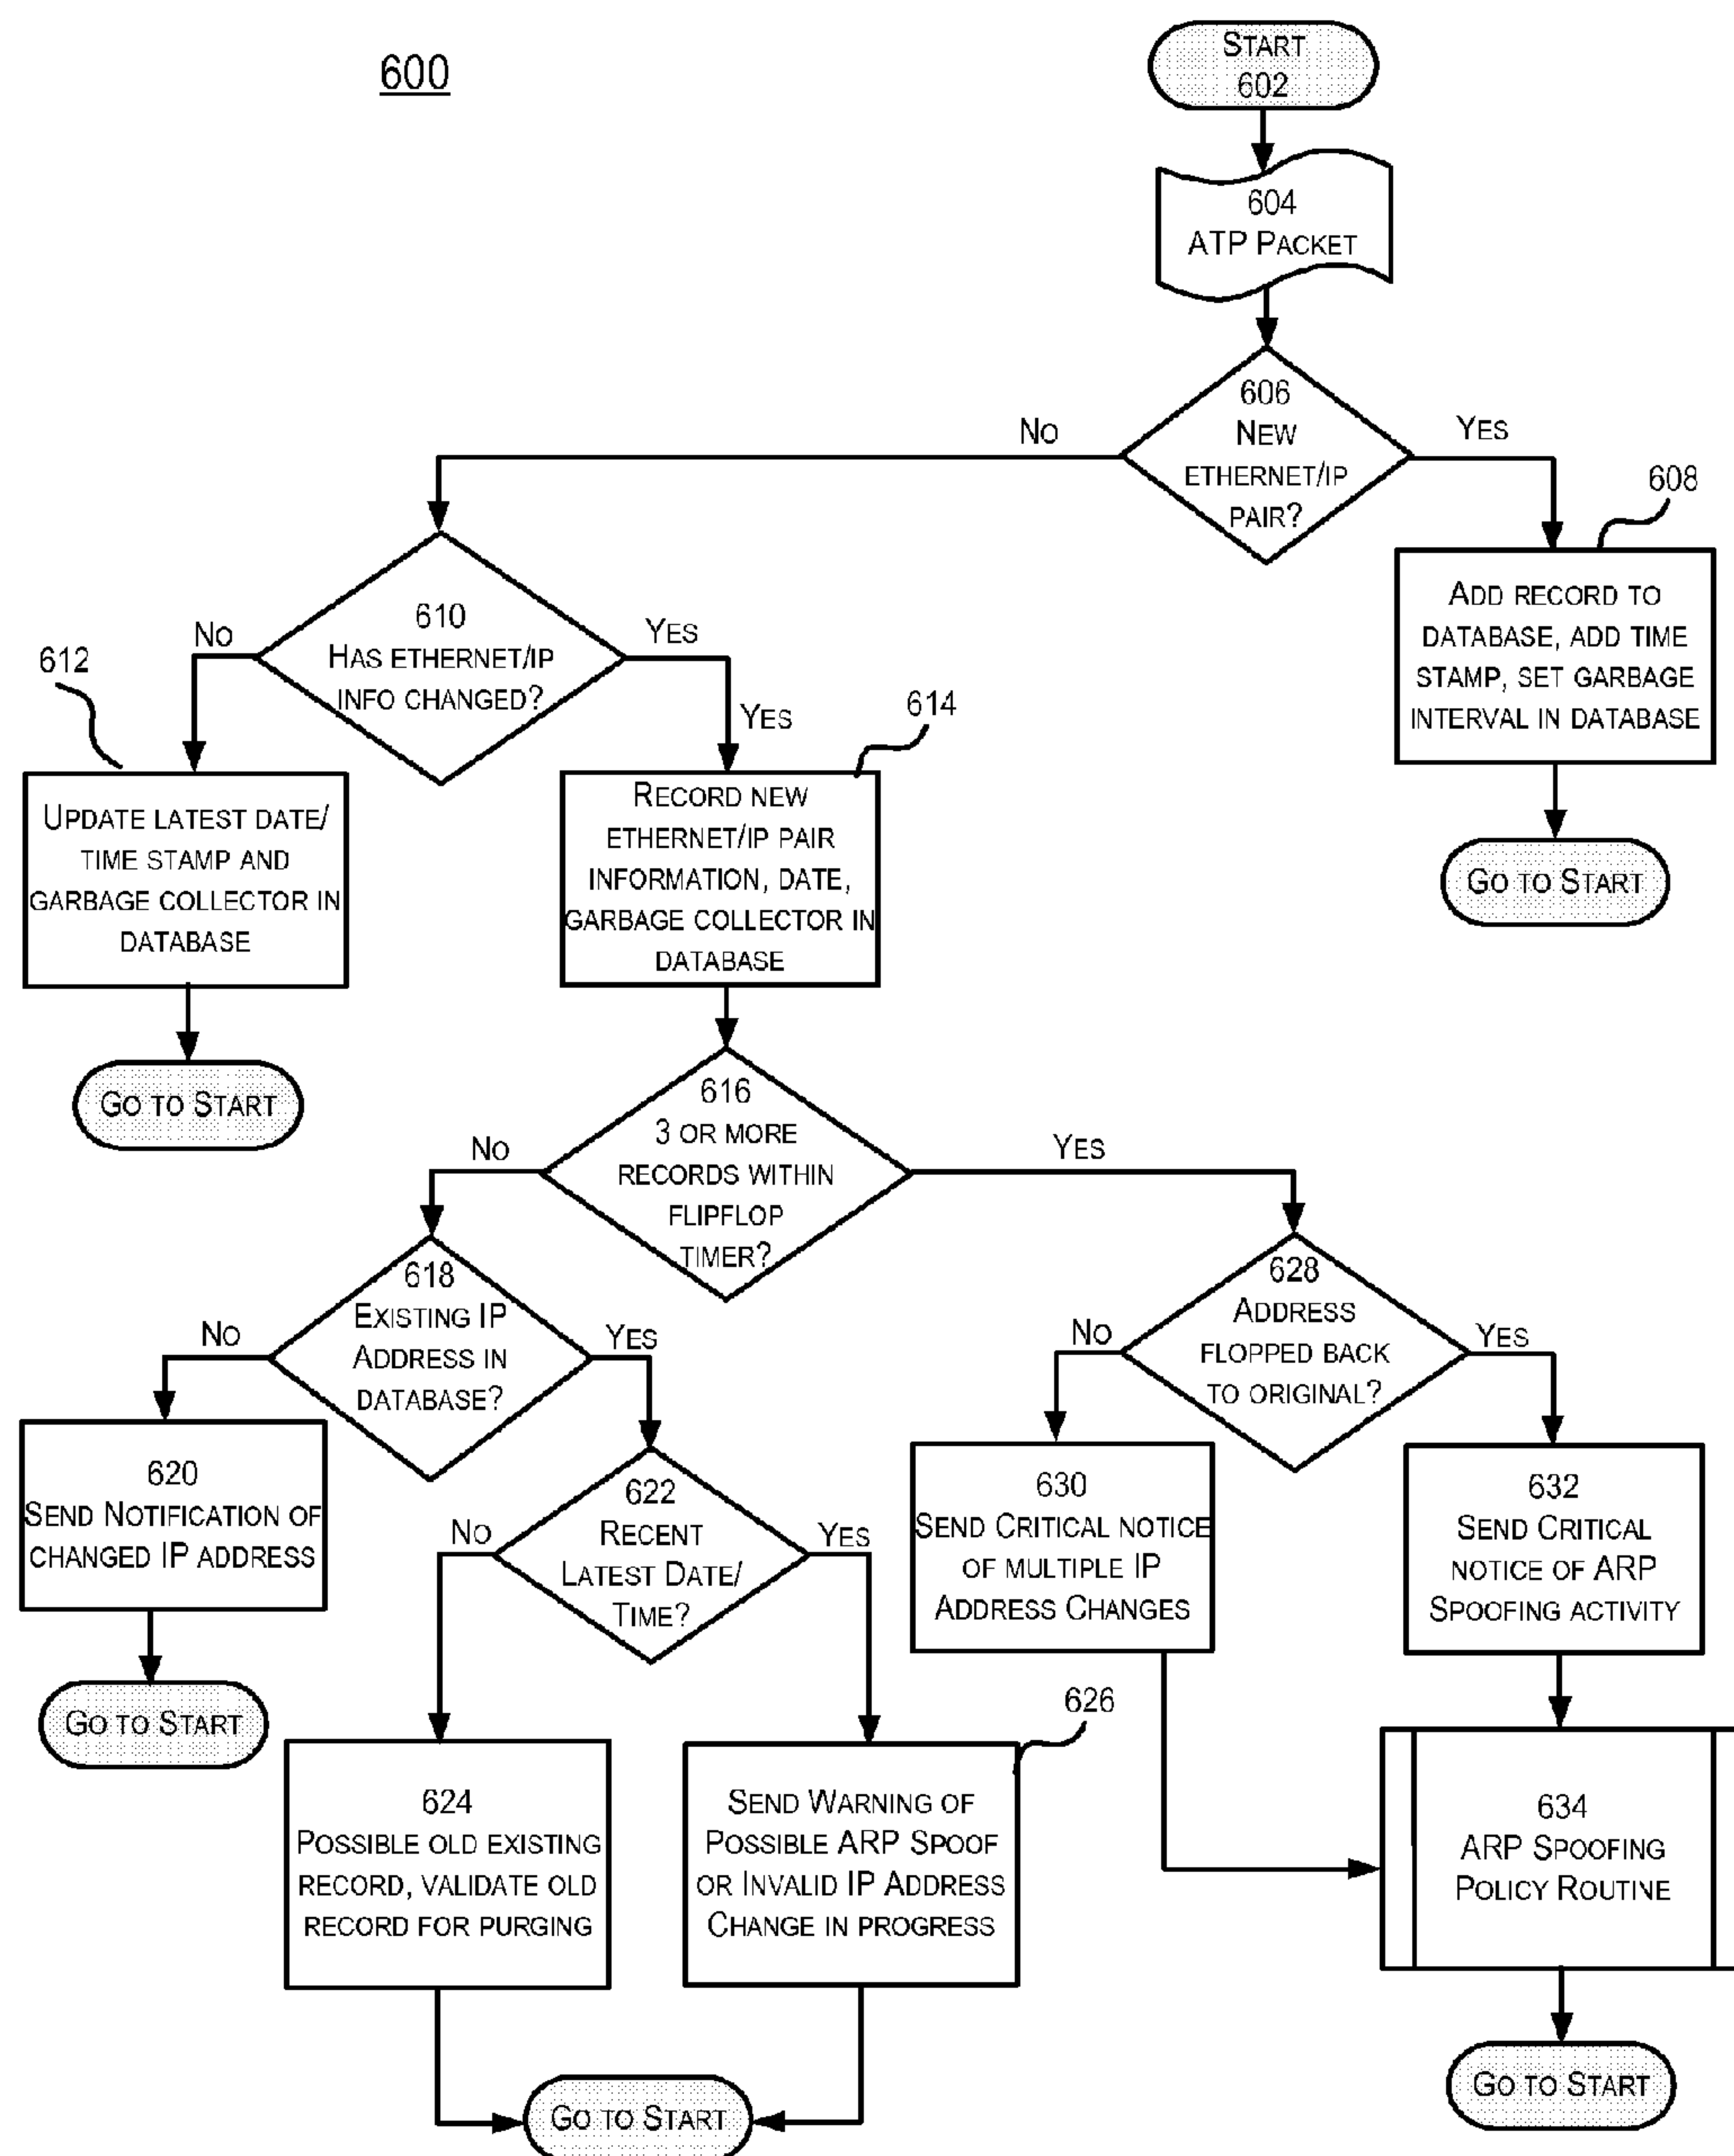 600
START
602
604
ATP PACKET
606
NEW
ETHERNET/IP
PAIR?
NO
YES
608
ADD RECORD TO
DATABASE, ADD TIME
STAMP, SET GARBAGE
INTERVAL IN DATABASE
GO TO START
610
HAS ETHERNET/IP
INFO CHANGED?
NO
YES
612
UPDATE LATEST DATE/
TIME STAMP AND
GARBAGE COLLECTOR IN
DATABASE
GO TO START
YES
614
RECORD NEW
ETHERNET/IP PAIR
INFORMATION, DATE,
GARBAGE COLLECTOR IN
DATABASE
616
3 OR MORE
RECORDS WITHIN
FLIPFLOP
TIMER?
NO
YES
618
EXISTING IP
ADDRESS IN
DATABASE?
NO
YES
620
SEND NOTIFICATION OF
CHANGED IP ADDRESS
GO TO START
622
RECENT
LATEST DATE/
TIME?
NO
YES
624
POSSIBLE OLD EXISTING
RECORD, VALIDATE OLD
RECORD FOR PURGING
626
SEND WARNING OF
POSSIBLE ARP SPOOF
OR INVALID IP ADDRESS
CHANGE IN PROGRESS
GO TO START
628
ADDRESS
FLOPPED BACK
TO ORIGINAL?
NO
YES
630
SEND CRITICAL NOTICE
OF MULTIPLE IP
ADDRESS CHANGES
632
SEND CRITICAL
NOTICE OF ARP
SPOOFING ACTIVITY
634
ARP SPOOFING
POLICY ROUTINE
GO TO START